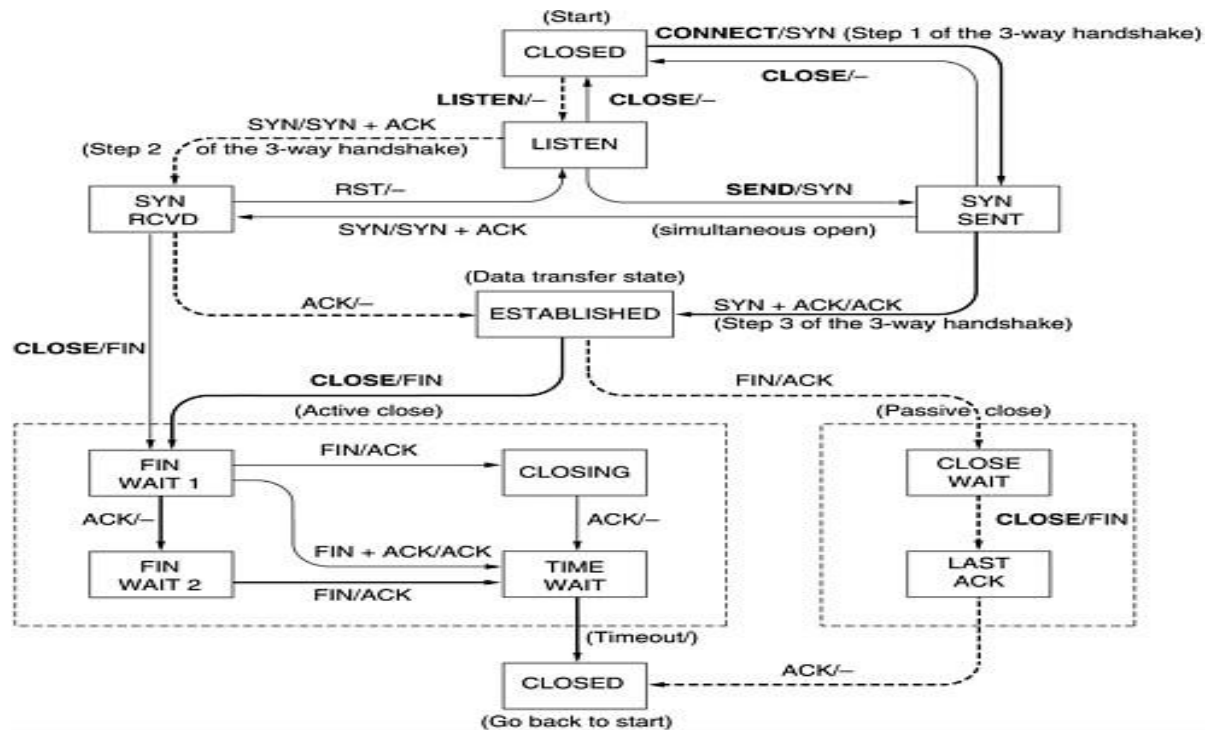 (Start)
CLOSED
CONNECT/SYN (Step 1 of the 3-way handshake)
CLOSE/–
LISTEN/–
CLOSE/–
SYN/SYN + ACK
(Step 2 of the 3-way handshake)
LISTEN
SYN
RCVD
RST/–
SEND/SYN
SYN
SENT
SYN/SYN + ACK
(simultaneous open)
(Data transfer state)
ACK/–
ESTABLISHED
SYN + ACK/ACK
(Step 3 of the 3-way handshake)
CLOSE/FIN
CLOSE/FIN
FIN/ACK
(Active close)
(Passive close)
FIN
WAIT 1
FIN/ACK
CLOSING
CLOSE
WAIT
ACK/–
ACK/–
CLOSE/FIN
FIN + ACK/ACK
FIN
WAIT 2
FIN/ACK
TIME
WAIT
LAST
ACK
(Timeout/)
CLOSED
ACK/–
(Go back to start)